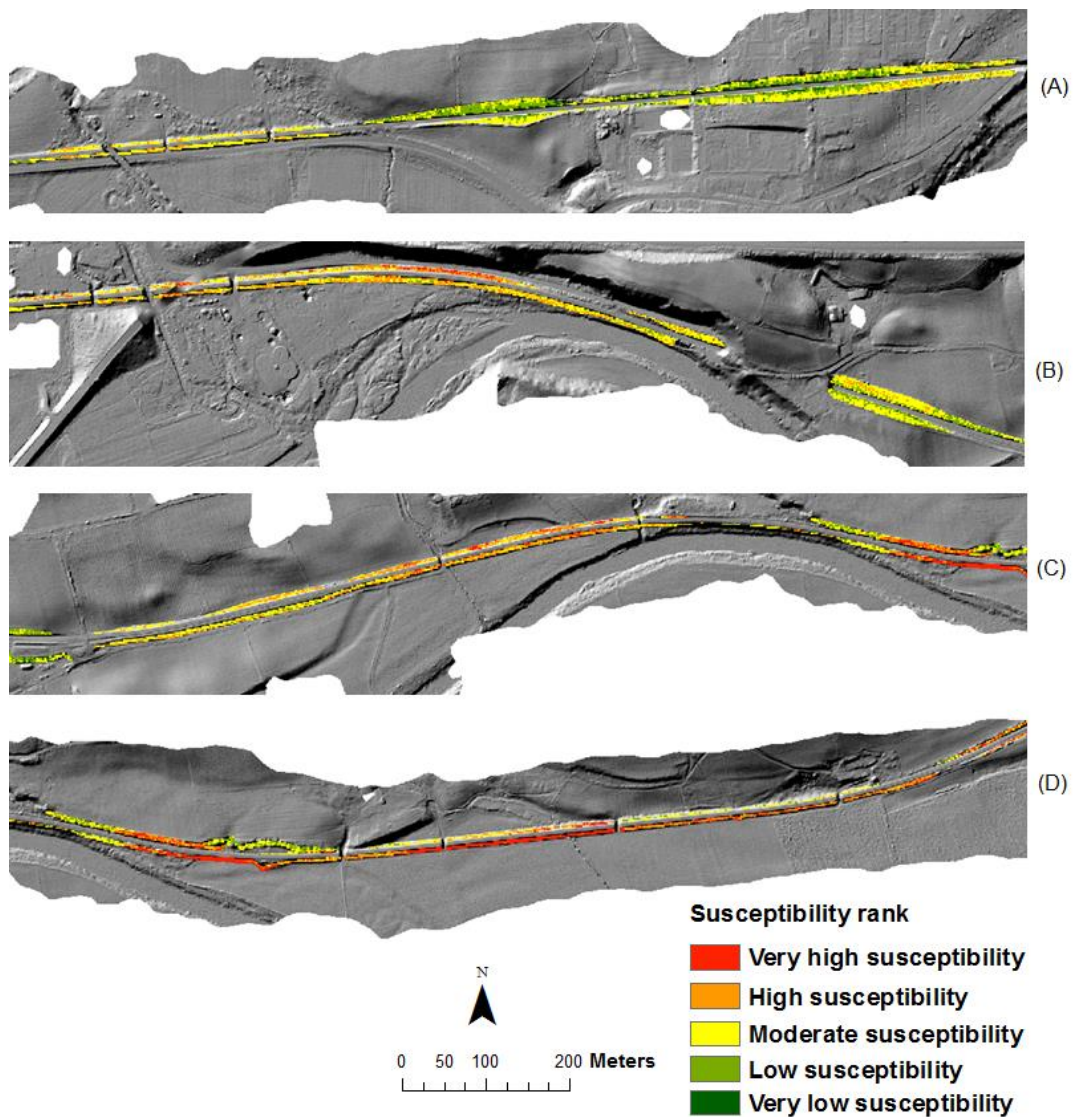 (A)
(B)
(C)
(D)
Susceptibility rank
Very high susceptibility
High susceptibility
Moderate susceptibility
Low susceptibility
Very low susceptibility
N
0 50 100 200 Meters